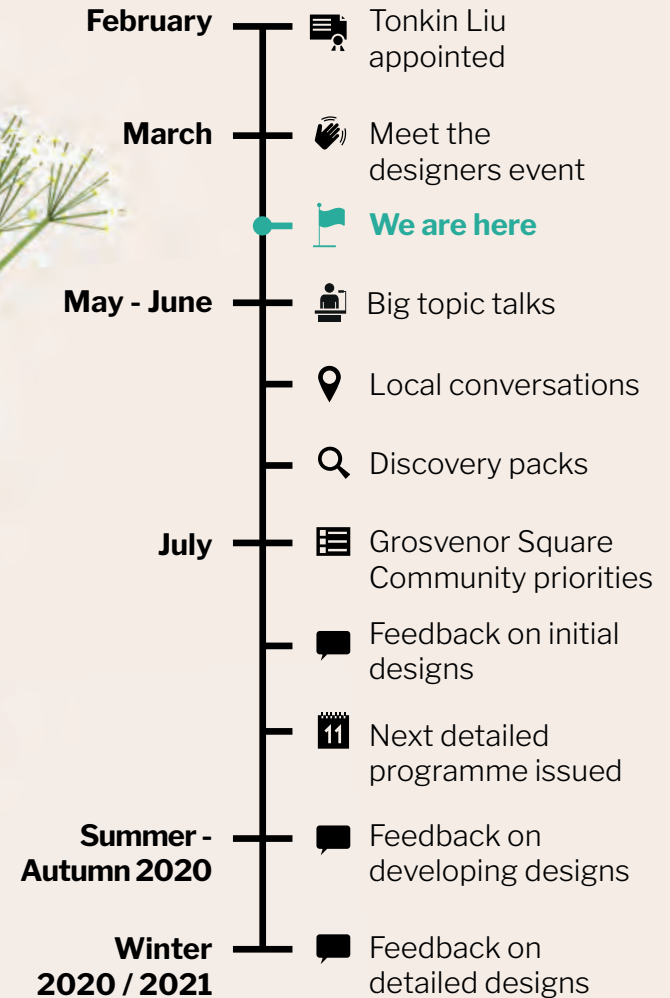 February
Tonkin Liu
appointed
March
Meet the
designers event
We are here
May - June
Big topic talks
Local conversations
Discovery packs
July
Grosvenor Square
Community priorities
Feedback on initial
designs
11
Next detailed
programme issued
Summer -
Autumn 2020
Feedback on
developing designs
Winter
2020 / 2021
Feedback on
detailed designs